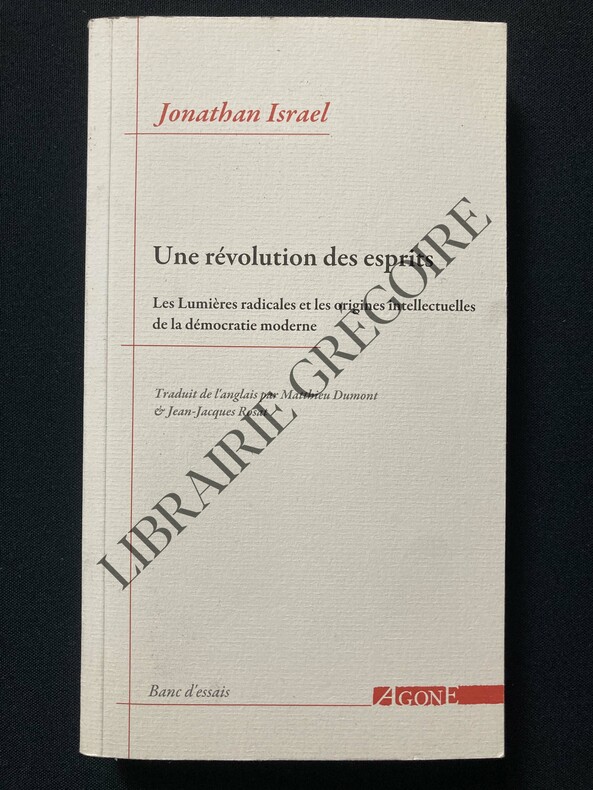 Jonathan Israel
Une révolution des esprits
Les Lumières radicales et les origines intellectuelles
de la démocratie moderne
Traduit de l'anglais par Matthieu Dumont
& Jean-Jacques Rosat
LIBRAIRIE GRÉGOIRE
Banc d'essais
AGONE